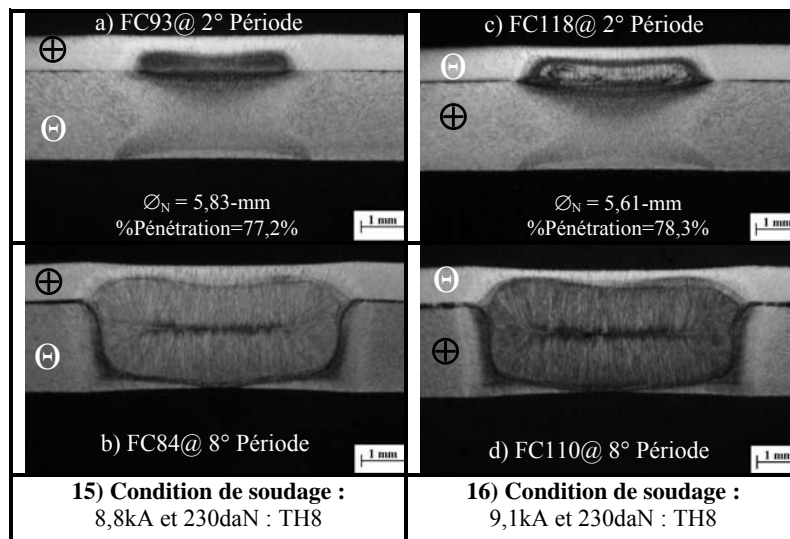 a) FC93@ 2° Période
⊕
Θ
∅N = 5,83-mm
%Pénétration=77,2%
1 mm
c) FC118@ 2° Période
Θ
⊕
∅N = 5,61-mm
%Pénétration=78,3%
1 mm
⊕
Θ
b) FC84@ 8° Période
1 mm
Θ
⊕
d) FC110@ 8° Période
1 mm
15) Condition de soudage :
8,8kA et 230daN : TH8
16) Condition de soudage :
9,1kA et 230daN : TH8